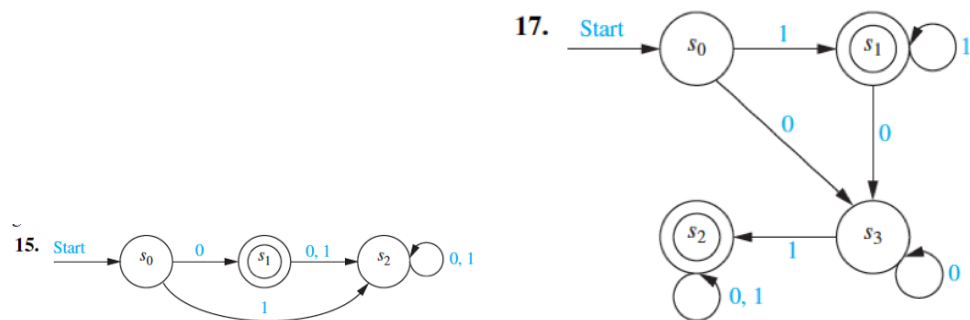 17. Start s0 1 s1 1
0 0
s2 1 s3
0, 1 0
15. Start s0 0 s1 0, 1 s2 0, 1
1